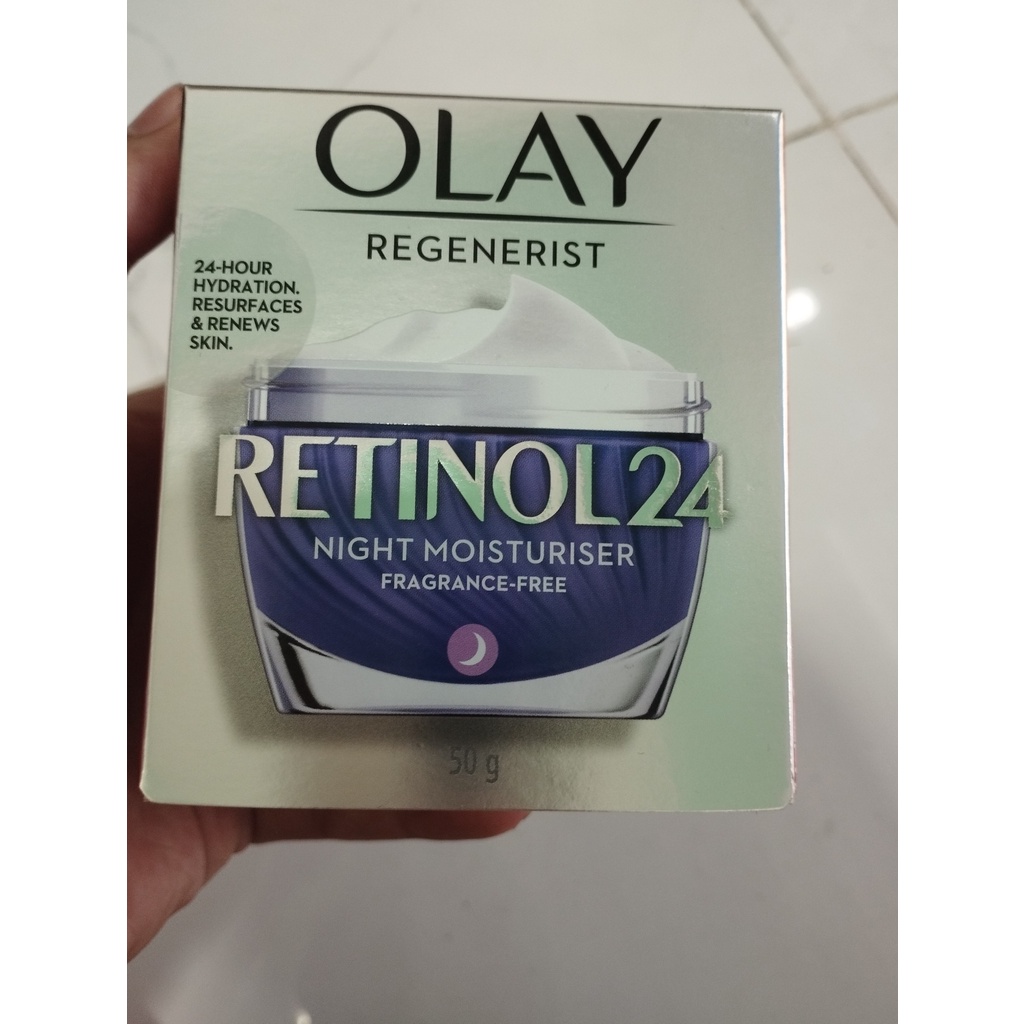 OLAY
REGENERIST
24-HOUR
HYDRATION.
RESURFACES
& RENEWS
SKIN.
RETINOL24
NIGHT MOISTURISER
FRAGRANCE-FREE
50 g